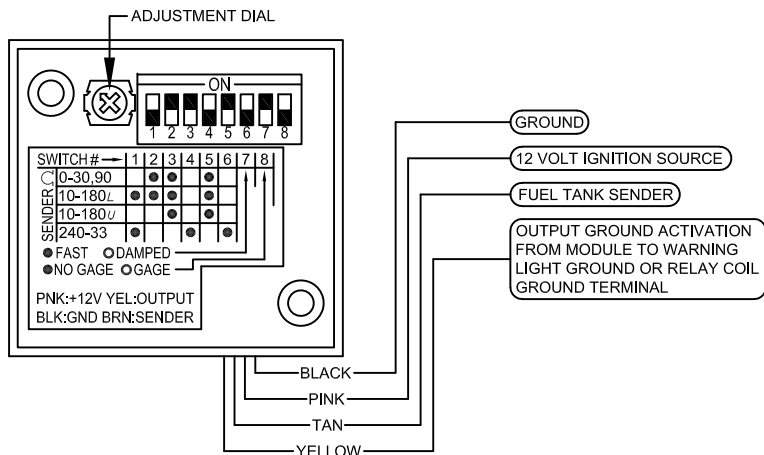 ADJUSTMENT DIAL
ON
1 2 3 4 5 6 7 8
SWITCH # 1 2 3 4 5 6 7 8
SENDER Ω
0-30,90
10-180L
10-180U
240-33
FAST DAMPED
NO GAGE GAGE
PNK:+12V YEL:OUTPUT
BLK:GND BRN:SENDER
GROUND
12 VOLT IGNITION SOURCE
FUEL TANK SENDER
OUTPUT GROUND ACTIVATION
FROM MODULE TO WARNING
LIGHT GROUND OR RELAY COIL
GROUND TERMINAL
BLACK
PINK
TAN
YELLOW